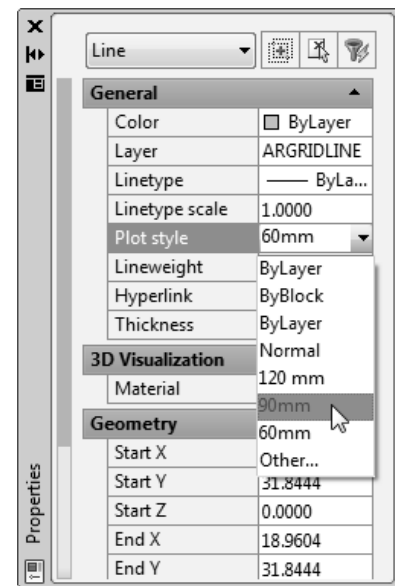 Line
General
Color ByLayer
Layer ARGRIDLINE
Linetype ByLa...
Linetype scale 1.0000
Plot style 60mm
Lineweight ByLayer
Hyperlink ByBlock
Thickness ByLayer
Normal
3D Visualization
Material 120 mm
90mm
Geometry
60mm
Start X Other...
Start Y 31.8444
Start Z 0.0000
End X 18.9604
End Y 31.8444
Properties